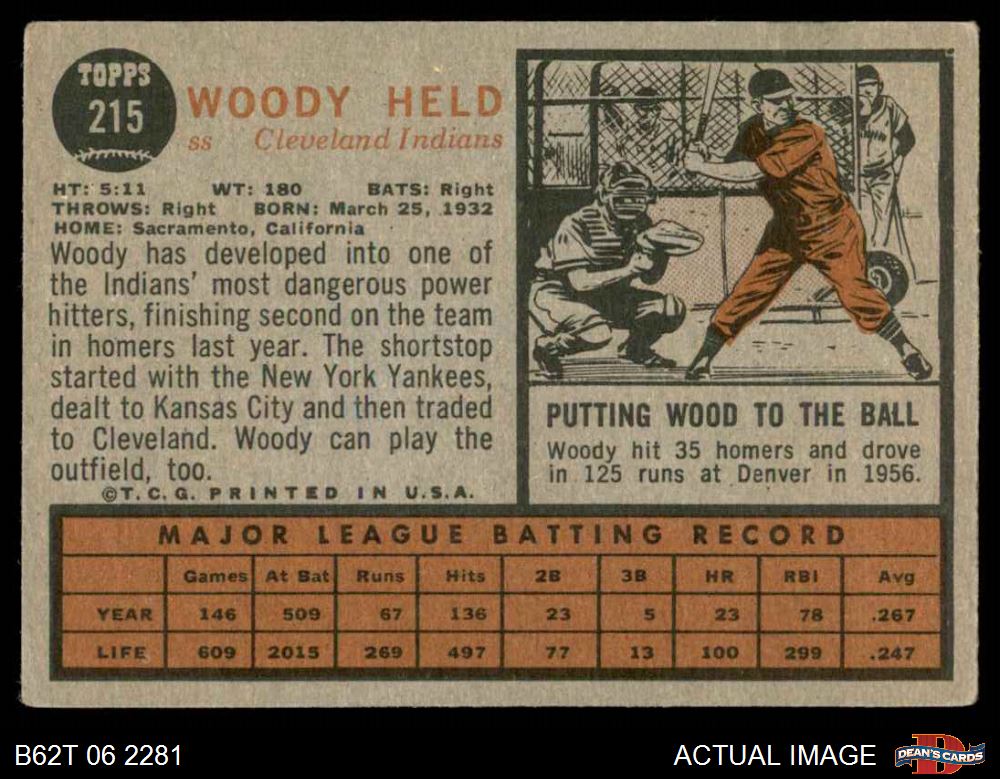 TOPPS
215
WOODY HELD
ss Cleveland Indians
HT: 5:11 WT: 180 BATS: Right
THROWS: Right BORN: March 25, 1932
HOME: Sacramento, California
Woody has developed into one of
the Indians' most dangerous power
hitters, finishing second on the team
in homers last year. The shortstop
started with the New York Yankees,
dealt to Kansas City and then traded
to Cleveland. Woody can play the
outfield, too.
©T.C.G. PRINTED IN U.S.A.
PUTTING WOOD TO THE BALL
Woody hit 35 homers and drove
in 125 runs at Denver in 1956.
MAJOR LEAGUE BATTING RECORD
Games At Bat Runs Hits 2B 3B HR RBI Avg
YEAR 146 509 67 136 23 5 23 78 .267
LIFE 609 2015 269 497 77 13 100 299 .247
B62T 06 2281 ACTUAL IMAGE DEAN'S CARDS